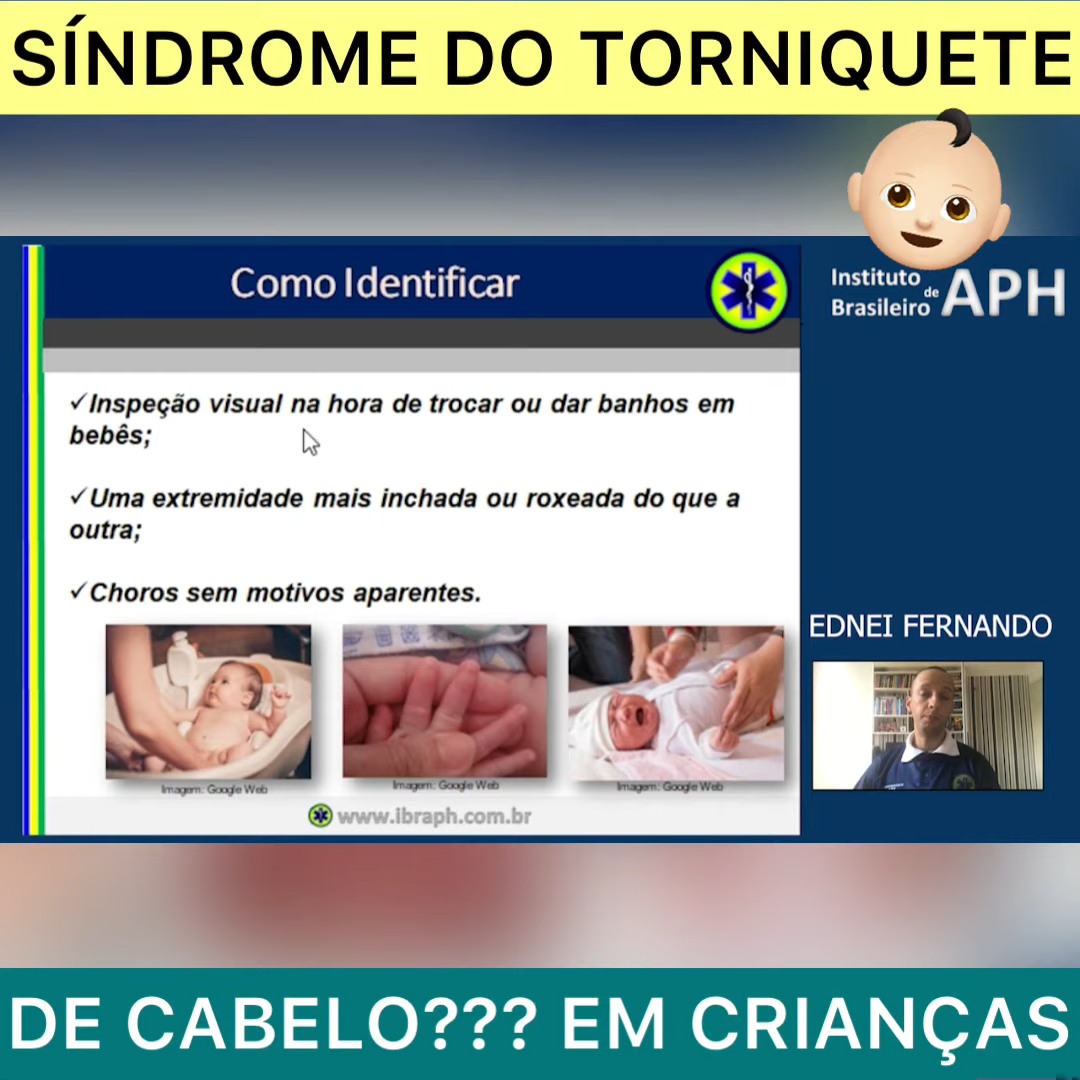 SÍNDROME DO TORNIQUETE
Como Identificar
Instituto
de
Brasileiro
APH
✓Inspeção visual na hora de trocar ou dar banhos em
bebês;
✓Uma extremidade mais inchada ou roxeada do que a
outra;
✓Choros sem motivos aparentes.
EDNEI FERNANDO
Imagem: Google Web
Imagem: Google Web
Imagem: Google Web
www.ibraph.com.br
DE CABELO??? EM CRIANÇAS